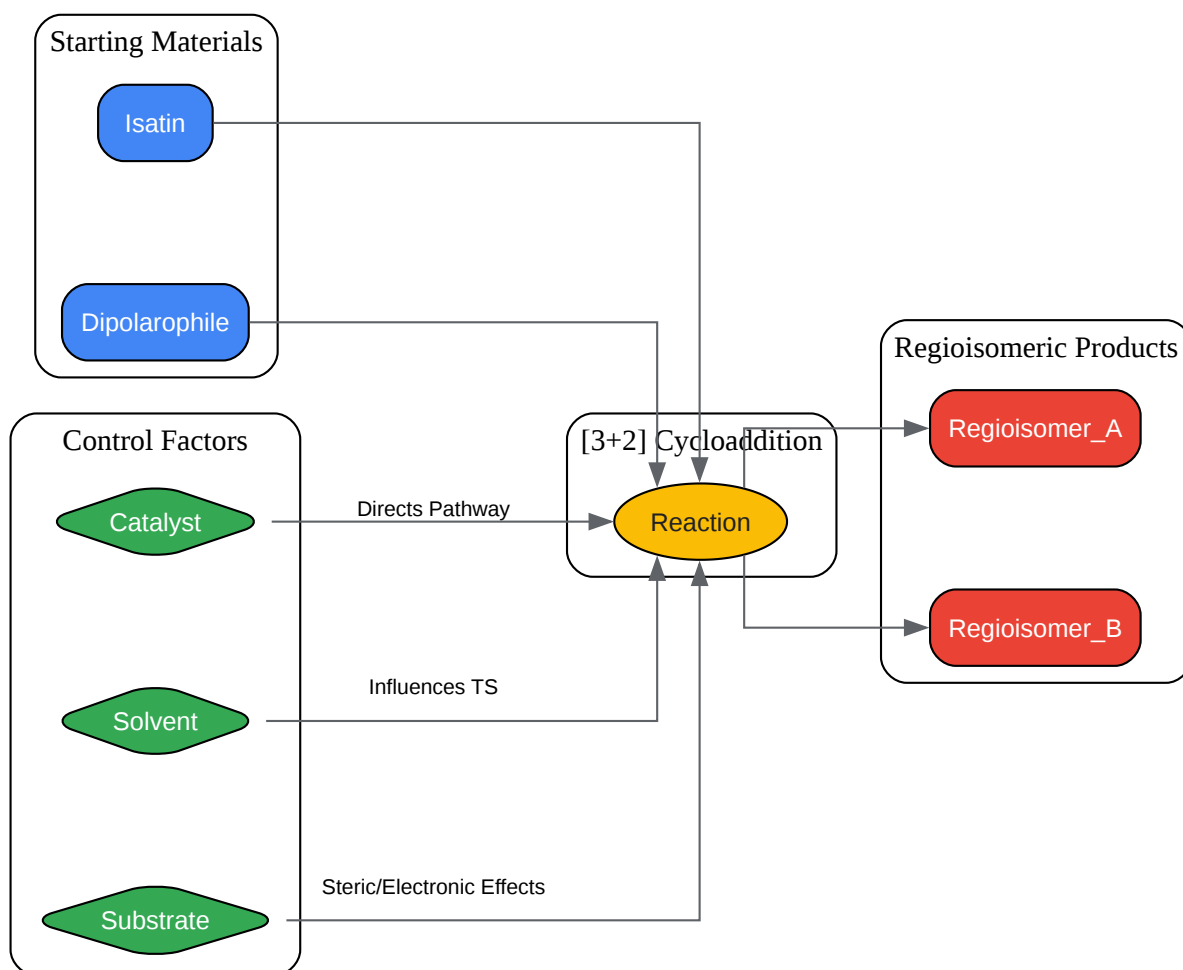 Starting Materials
Isatin
Dipolarophile
Control Factors
Catalyst
Directs Pathway
Solvent
Influences TS
Substrate
Steric/Electronic Effects
[3+2] Cycloaddition
Reaction
Regioisomeric Products
Regioisomer_A
Regioisomer_B